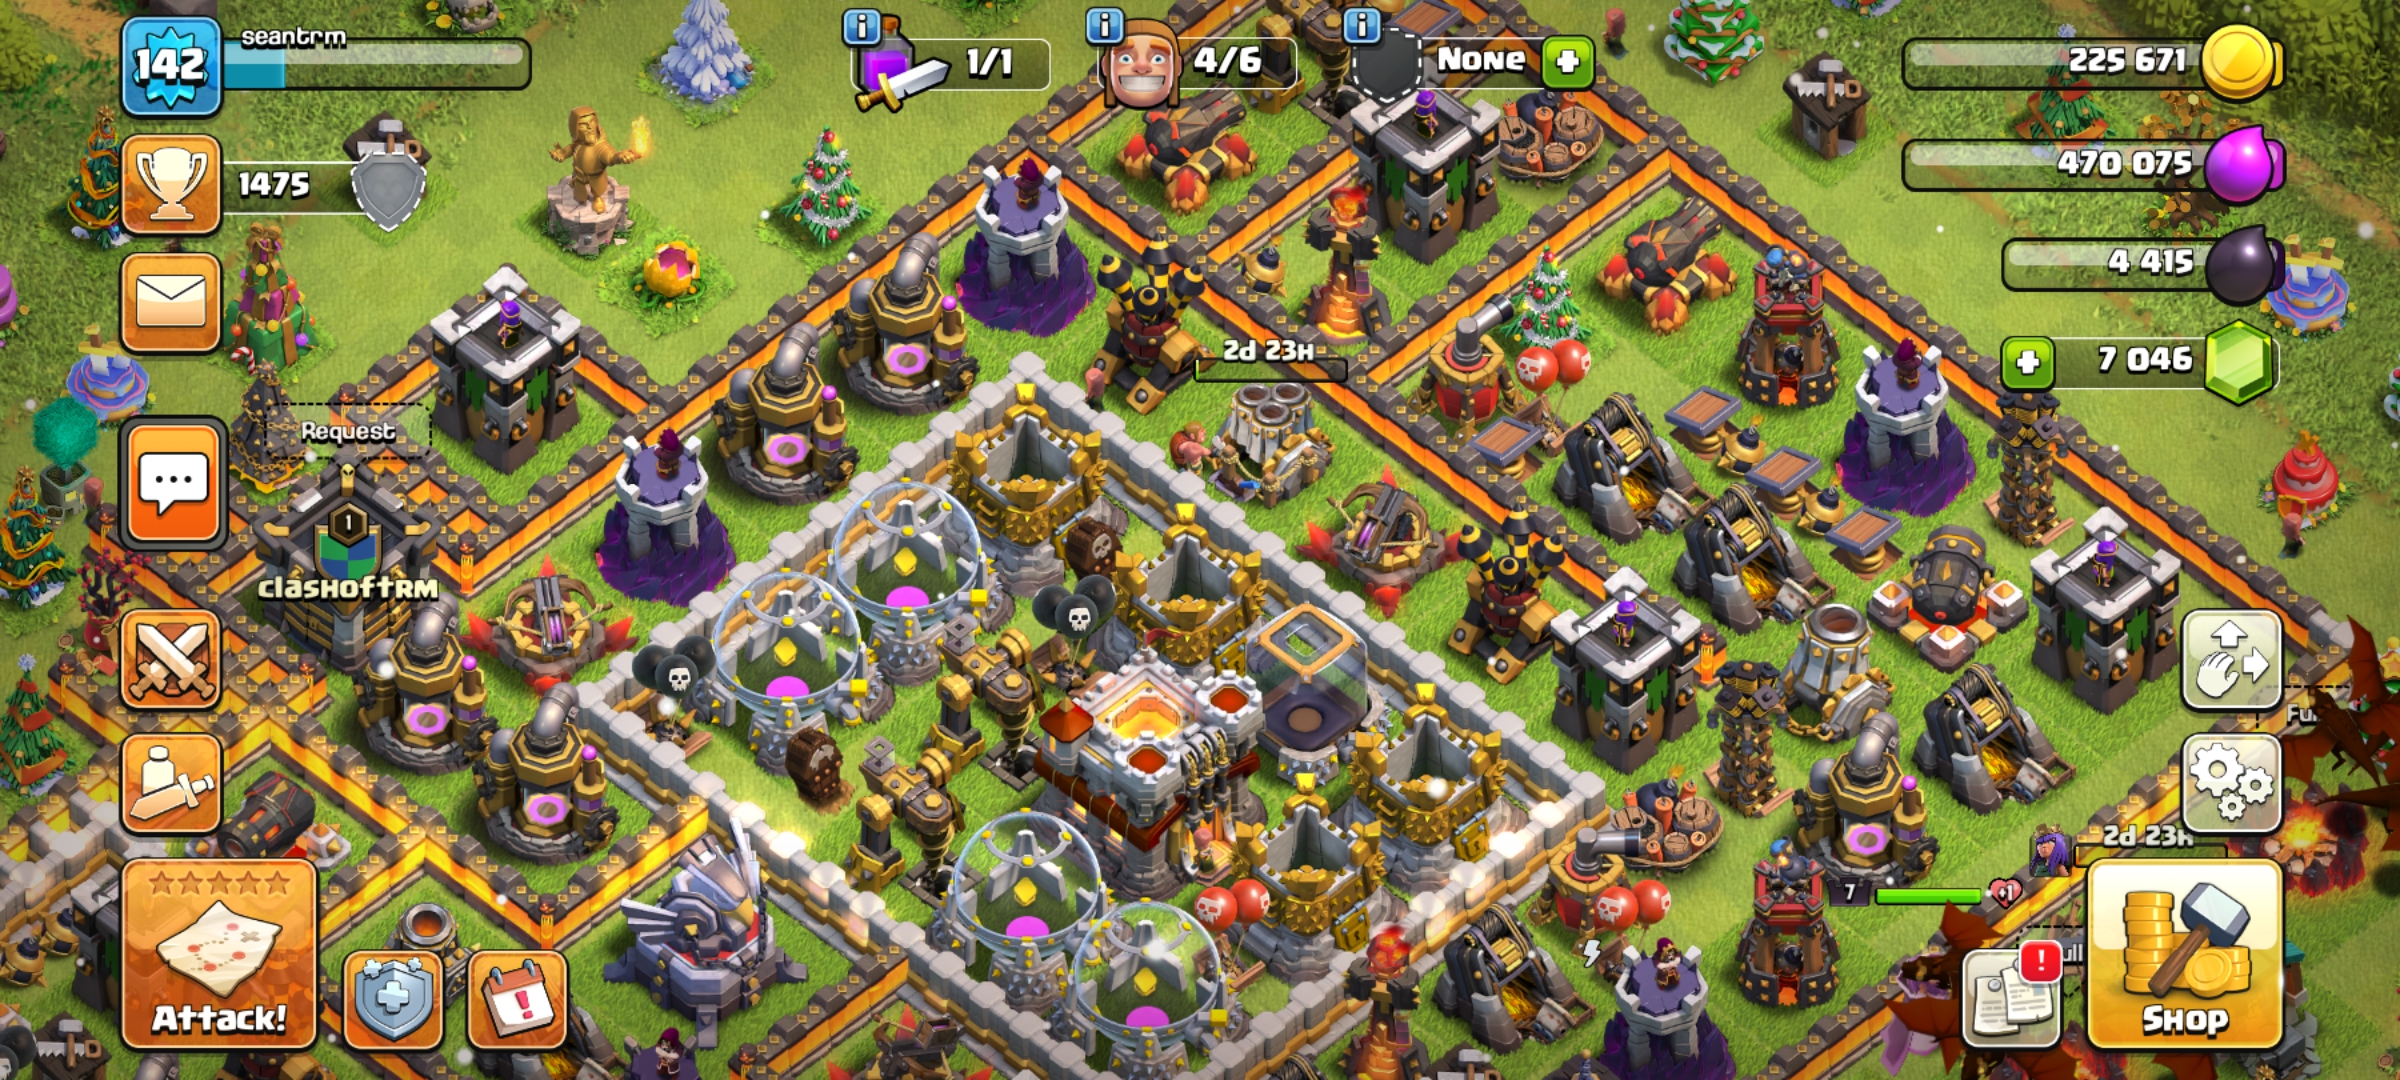 142
seantrm
1/1
4/6
None
225 671
1475
470 075
4 415
2d 23h
7 046
Request
1
clashoftRM
2d 23h
7
+1
Attack!
Shop